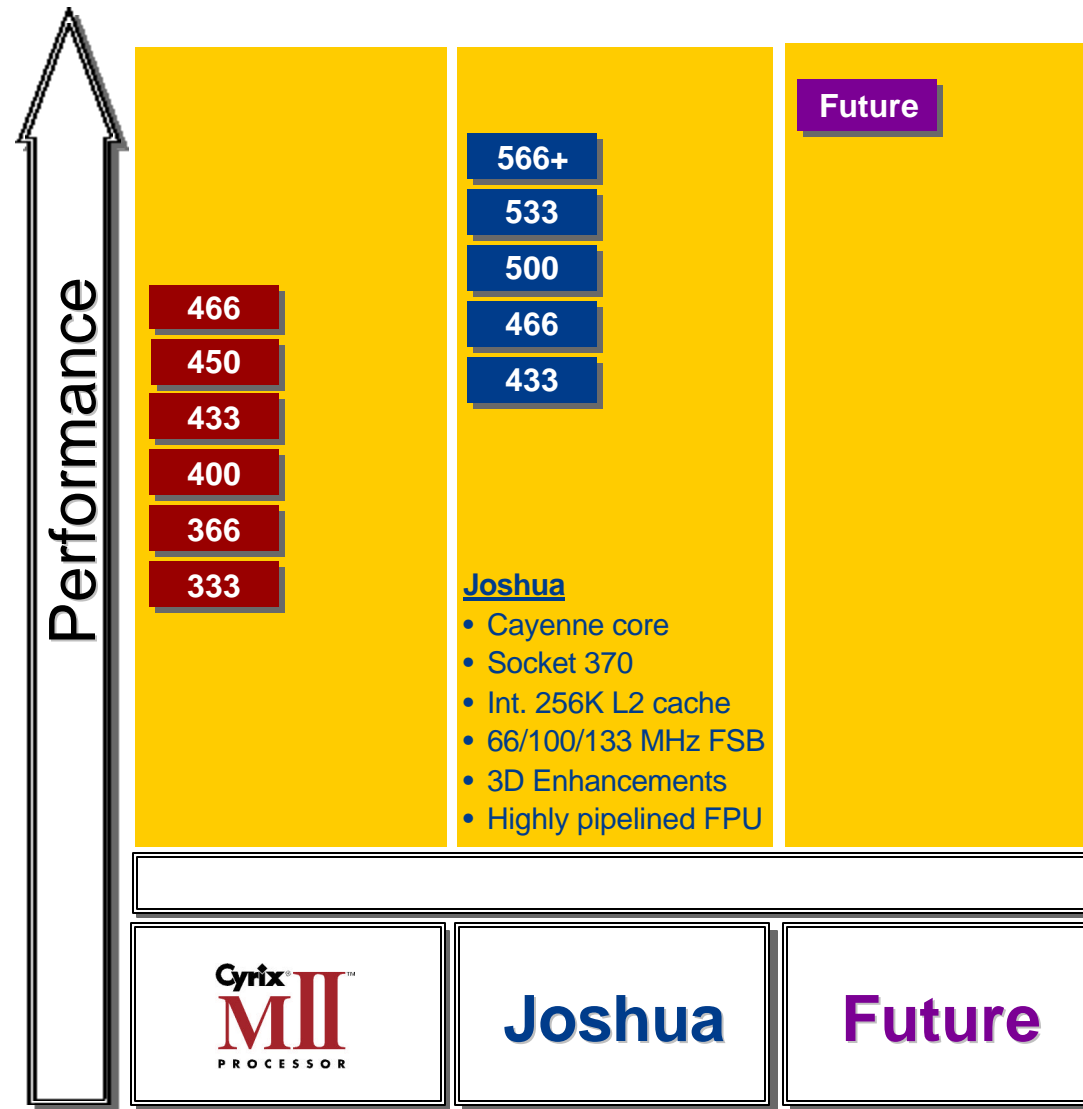 Performance
466
450
433
400
366
333
566+
533
500
466
433
Joshua
• Cayenne core
• Socket 370
• Int. 256K L2 cache
• 66/100/133 MHz FSB
• 3D Enhancements
• Highly pipelined FPU
Future
Cyrix®
MII™
PROCESSOR
Joshua
Future